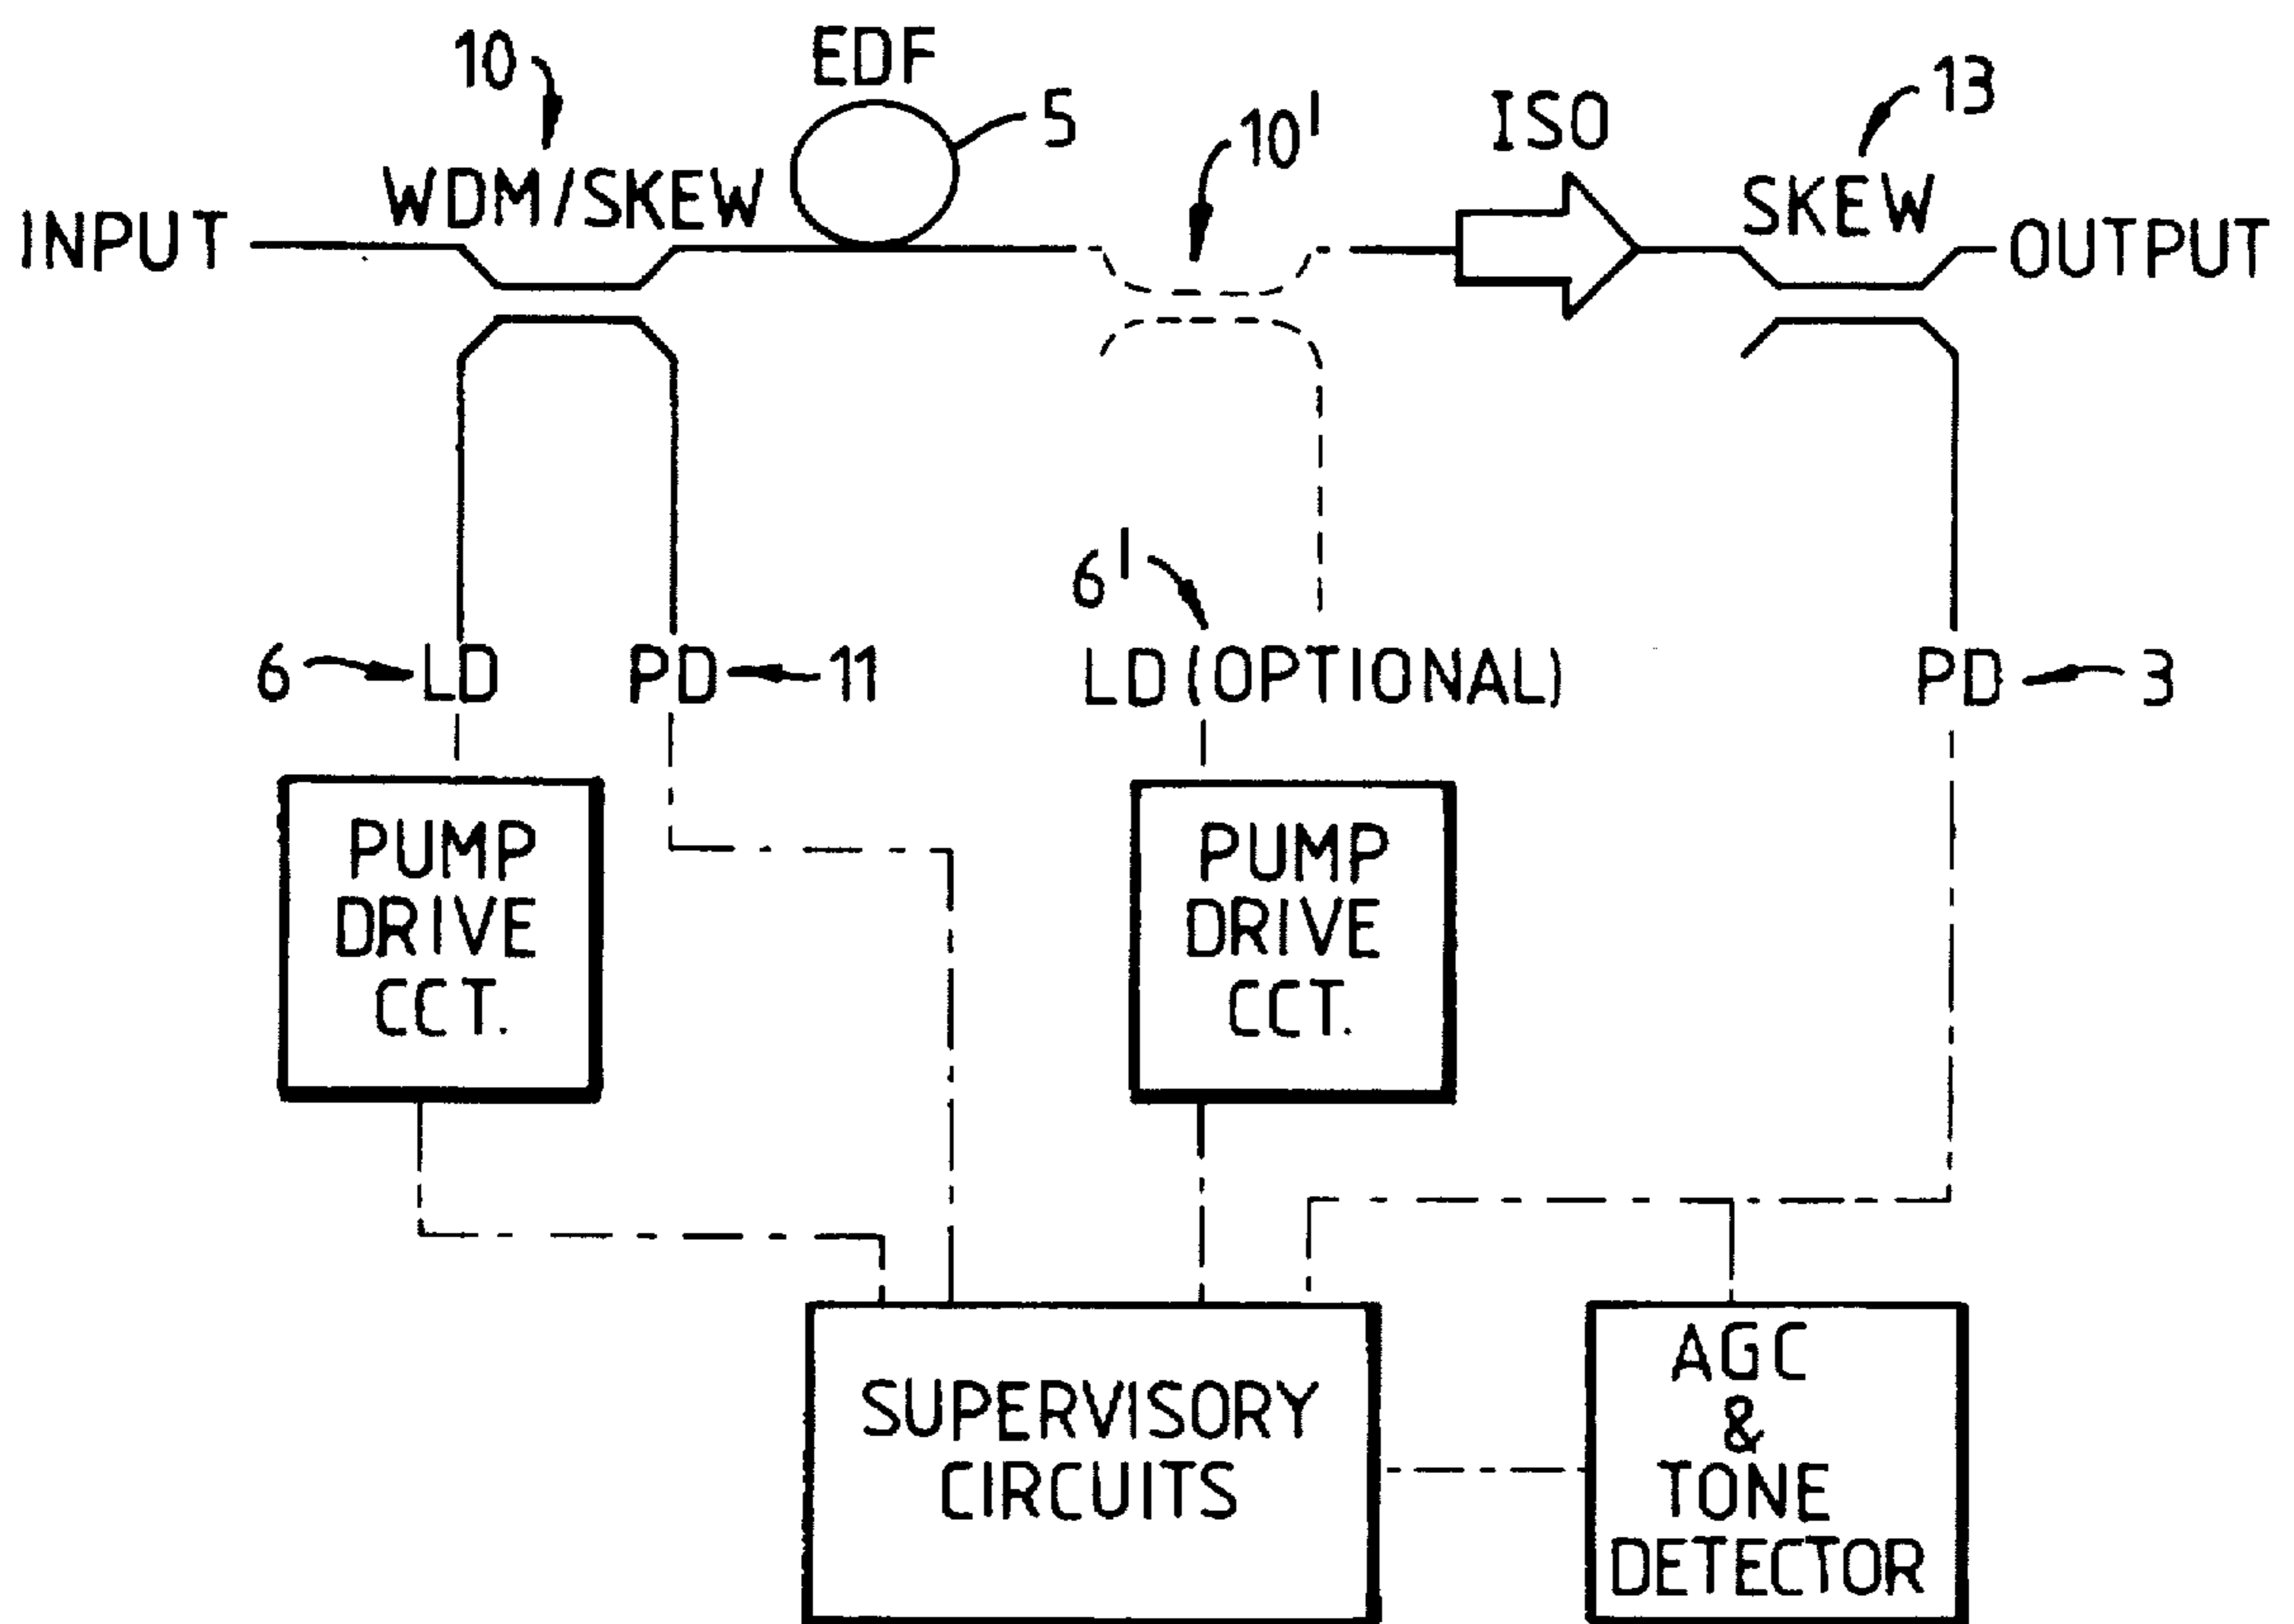 10
EDF
5
10'
ISO
13
WDM/SKEW
SKEW
INPUT
OUTPUT
6'
6
LD
PD
11
LD (OPTIONAL)
PD
3
PUMP
DRIVE
CCT.
PUMP
DRIVE
CCT.
SUPERVISORY
CIRCUITS
AGC
&
TONE
DETECTOR